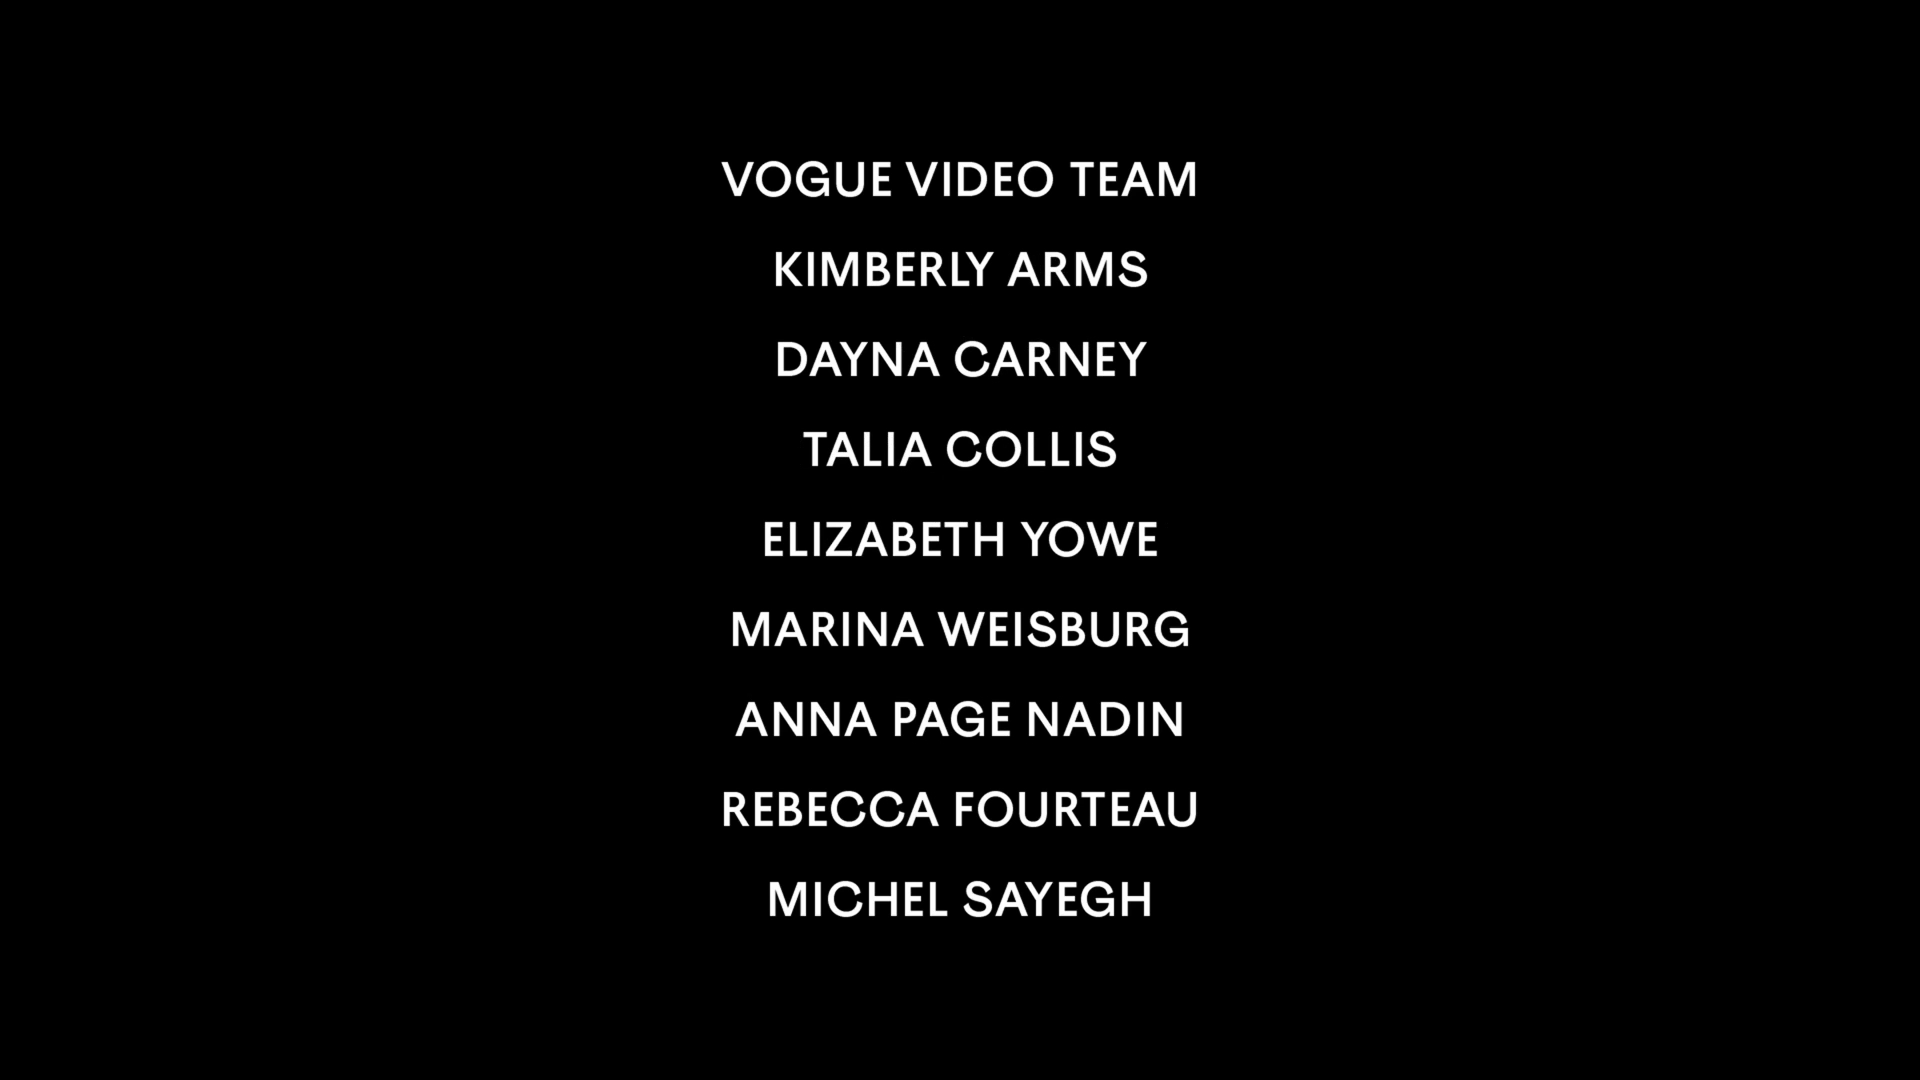 VOGUE VIDEO TEAM
KIMBERLY ARMS
DAYNA CARNEY
TALIA COLLIS
ELIZABETH YOWE
MARINA WEISBURG
ANNA PAGE NADIN
REBECCA FOURTEAU
MICHEL SAYEGH